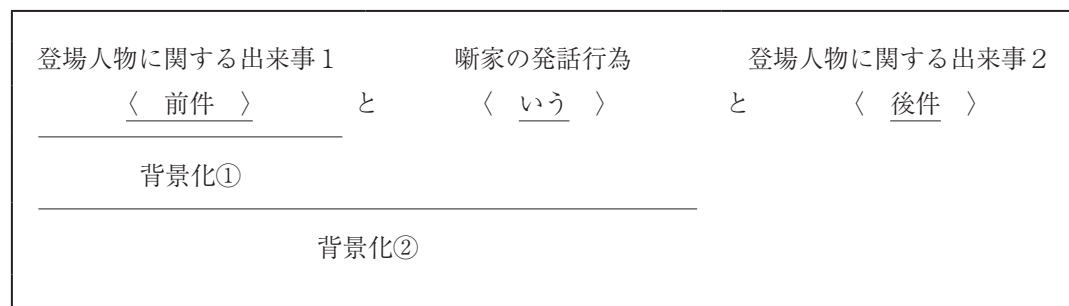 登場人物に関する出来事1 噺家の発話行為 登場人物に関する出来事2
〈 前件 〉 と 〈 いう 〉 と 〈 後件 〉
背景化①
背景化②